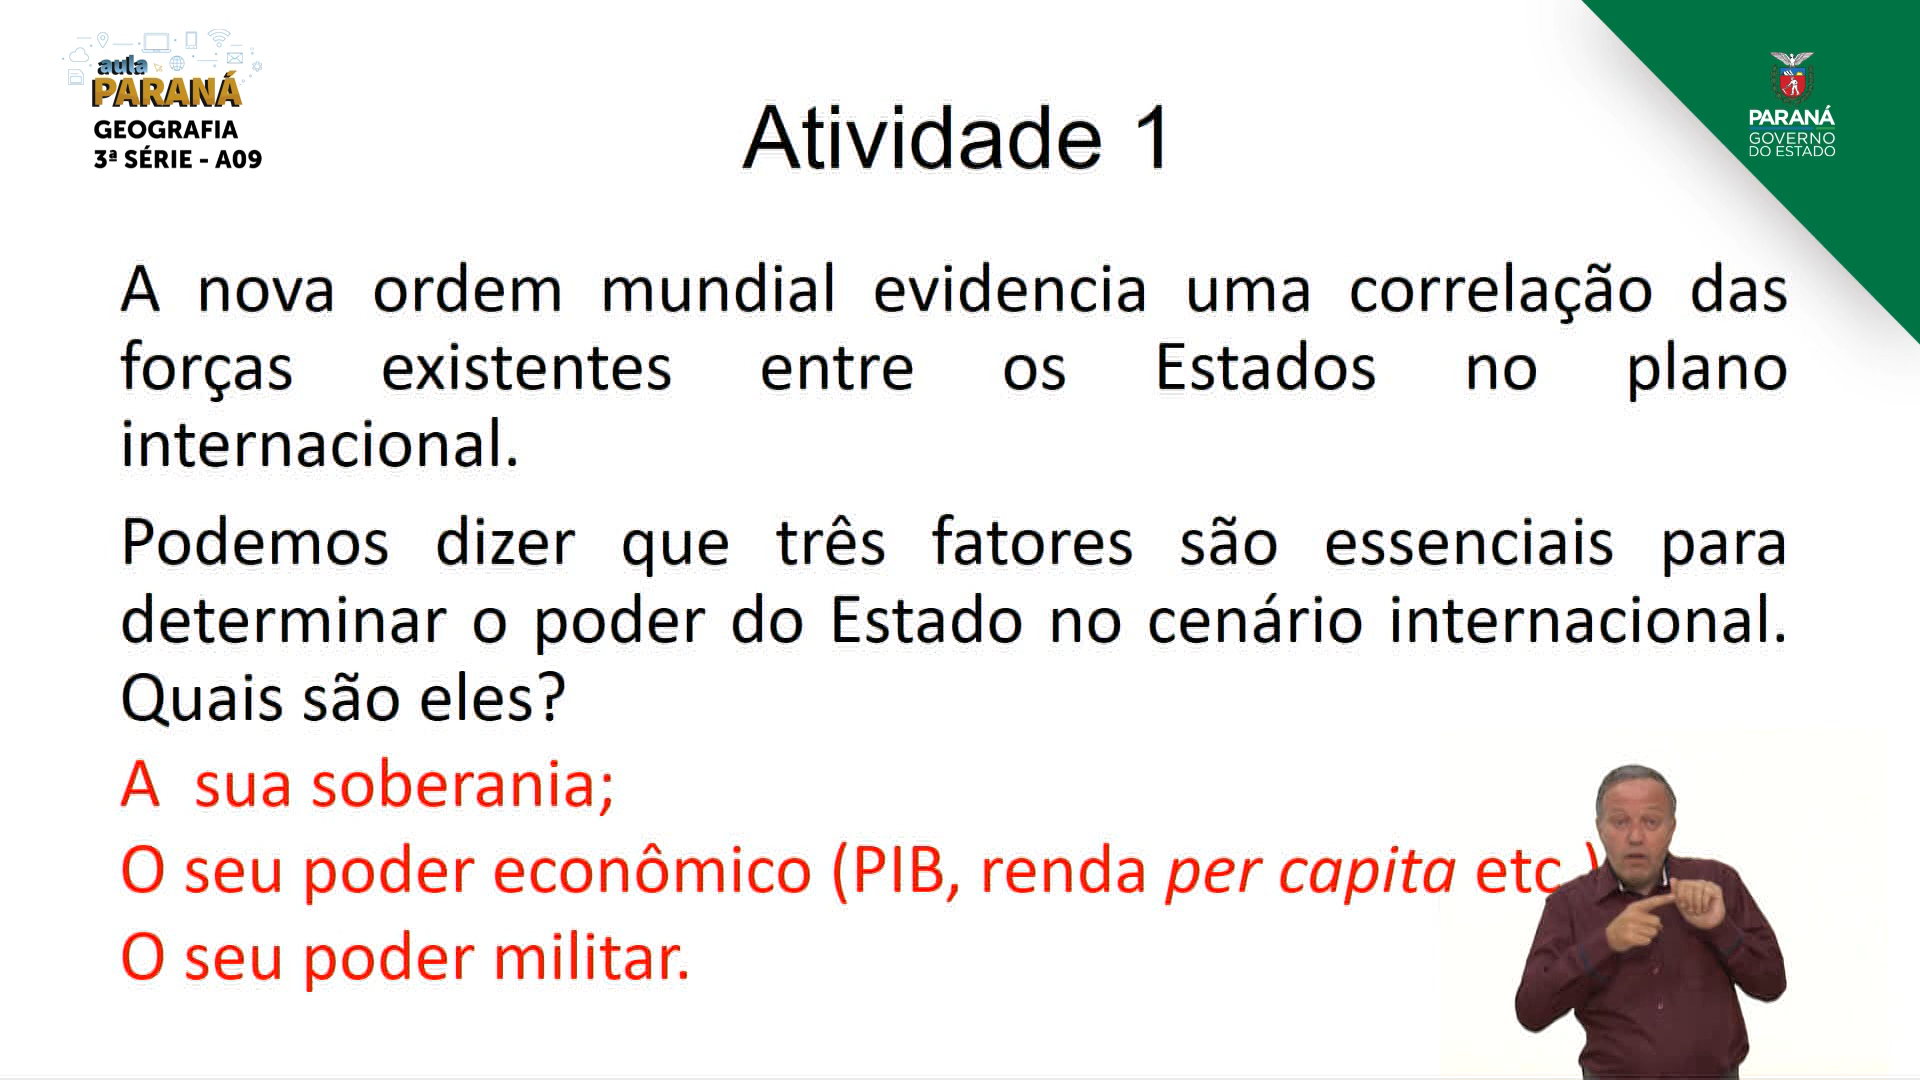 aula
PARANÁ
GEOGRAFIA
3ª SÉRIE - A09
PARANÁ
GOVERNO
DO ESTADO
Atividade 1
A nova ordem mundial evidencia uma correlação das
forças existentes entre os Estados no plano
internacional.
Podemos dizer que três fatores são essenciais para
determinar o poder do Estado no cenário internacional.
Quais são eles?
A sua soberania;
O seu poder econômico (PIB, renda per capita etc.)
O seu poder militar.